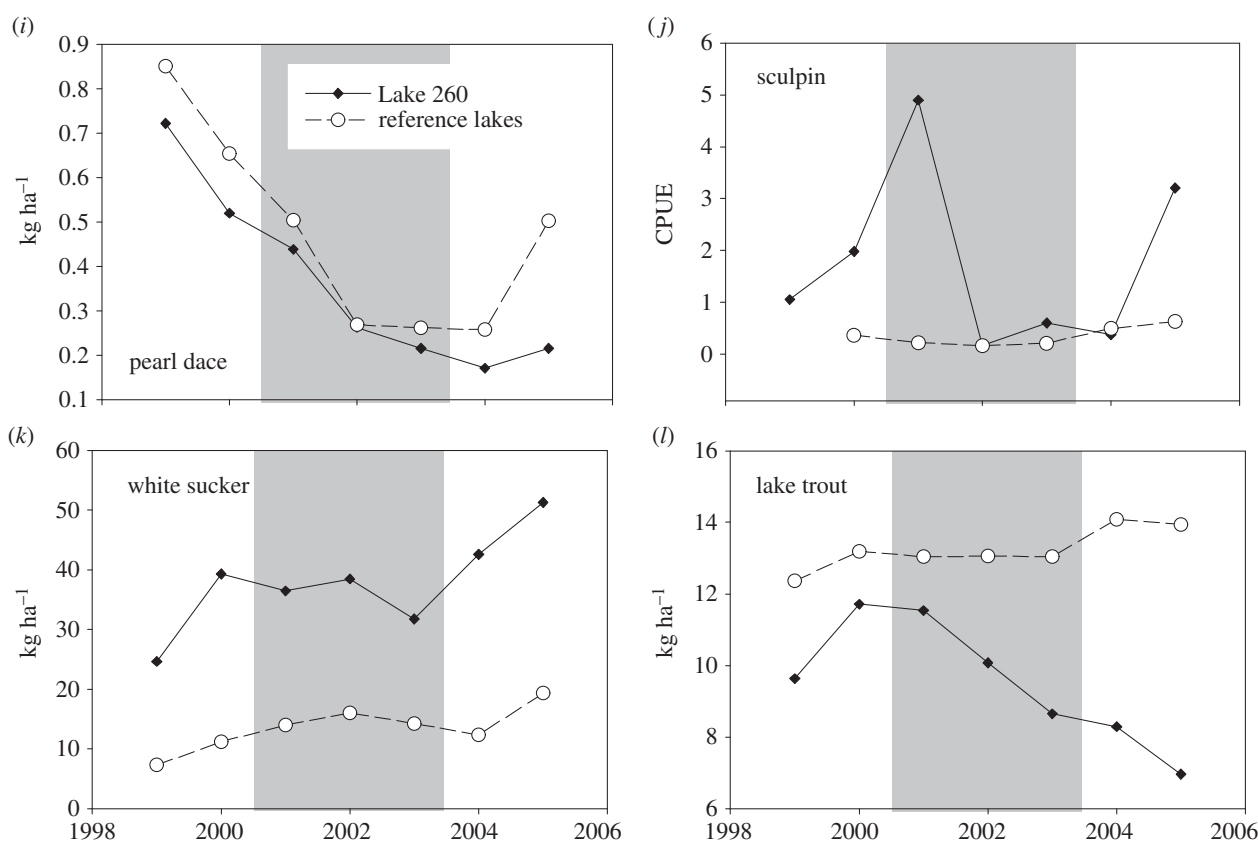 (i)
0.9
0.8
0.7
0.6
0.5
0.4
0.3
0.2
0.1
kg ha⁻¹
Lake 260
reference lakes
pearl dace
(j)
6
5
4
3
2
1
0
CPUE
sculpin
(k)
60
50
40
30
20
10
0
kg ha⁻¹
white sucker
1998 2000 2002 2004 2006
(l)
16
14
12
10
8
6
kg ha⁻¹
lake trout
1998 2000 2002 2004 2006